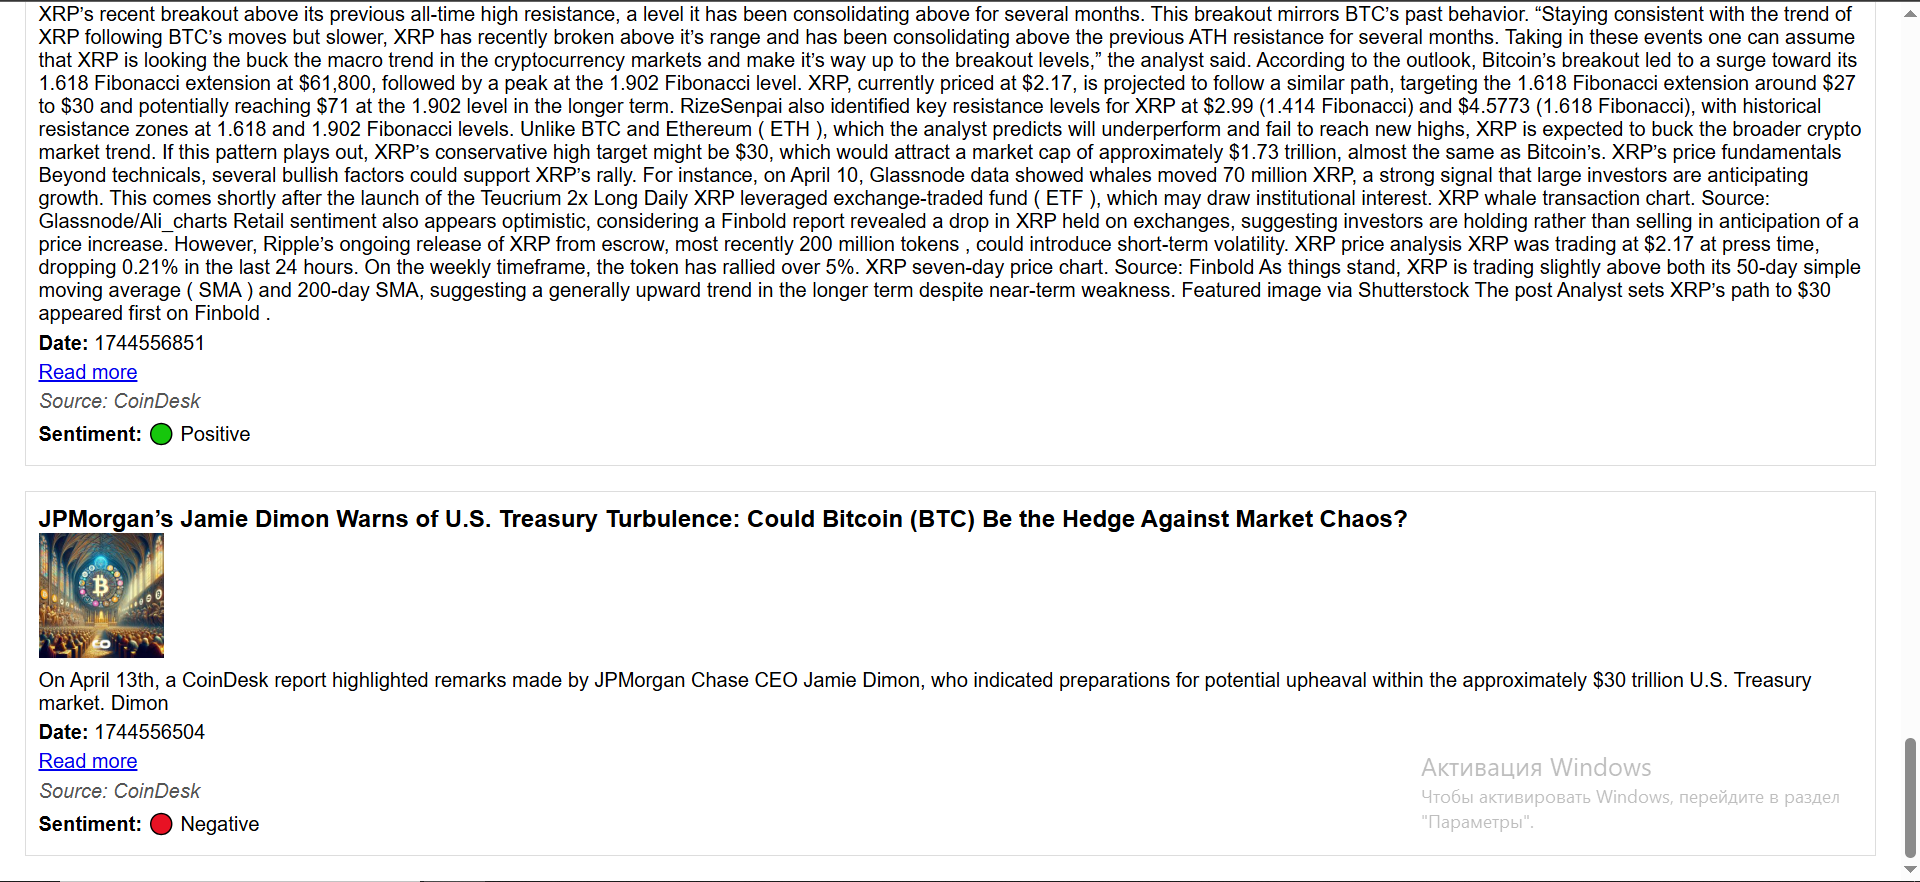 XRP’s recent breakout above its previous all-time high resistance, a level it has been consolidating above for several months. This breakout mirrors BTC’s past behavior. “Staying consistent with the trend of
XRP following BTC’s moves but slower, XRP has recently broken above it’s range and has been consolidating above the previous ATH resistance for several months. Taking in these events one can assume
that XRP is looking the buck the macro trend in the cryptocurrency markets and make it’s way up to the breakout levels,” the analyst said. According to the outlook, Bitcoin’s breakout led to a surge toward its
1.618 Fibonacci extension at $61,800, followed by a peak at the 1.902 Fibonacci level. XRP, currently priced at $2.17, is projected to follow a similar path, targeting the 1.618 Fibonacci extension around $27
to $30 and potentially reaching $71 at the 1.902 level in the longer term. RizeSenpai also identified key resistance levels for XRP at $2.99 (1.414 Fibonacci) and $4.5773 (1.618 Fibonacci), with historical
resistance zones at 1.618 and 1.902 Fibonacci levels. Unlike BTC and Ethereum ( ETH ), which the analyst predicts will underperform and fail to reach new highs, XRP is expected to buck the broader crypto
market trend. If this pattern plays out, XRP’s conservative high target might be $30, which would attract a market cap of approximately $1.73 trillion, almost the same as Bitcoin’s. XRP’s price fundamentals
Beyond technicals, several bullish factors could support XRP’s rally. For instance, on April 10, Glassnode data showed whales moved 70 million XRP, a strong signal that large investors are anticipating
growth. This comes shortly after the launch of the Teucrium 2x Long Daily XRP leveraged exchange-traded fund ( ETF ), which may draw institutional interest. XRP whale transaction chart. Source:
Glassnode/Ali_charts Retail sentiment also appears optimistic, considering a Finbold report revealed a drop in XRP held on exchanges, suggesting investors are holding rather than selling in anticipation of a
price increase. However, Ripple’s ongoing release of XRP from escrow, most recently 200 million tokens , could introduce short-term volatility. XRP price analysis XRP was trading at $2.17 at press time,
dropping 0.21% in the last 24 hours. On the weekly timeframe, the token has rallied over 5%. XRP seven-day price chart. Source: Finbold As things stand, XRP is trading slightly above both its 50-day simple
moving average ( SMA ) and 200-day SMA, suggesting a generally upward trend in the longer term despite near-term weakness. Featured image via Shutterstock The post Analyst sets XRP’s path to $30
appeared first on Finbold .
Date: 1744556851
Read more
Source: CoinDesk
Sentiment: Positive
JPMorgan’s Jamie Dimon Warns of U.S. Treasury Turbulence: Could Bitcoin (BTC) Be the Hedge Against Market Chaos?
On April 13th, a CoinDesk report highlighted remarks made by JPMorgan Chase CEO Jamie Dimon, who indicated preparations for potential upheaval within the approximately $30 trillion U.S. Treasury
market. Dimon
Date: 1744556504
Read more
Source: CoinDesk
Sentiment: Negative
Активация Windows
Чтобы активировать Windows, перейдите в раздел
"Параметры".